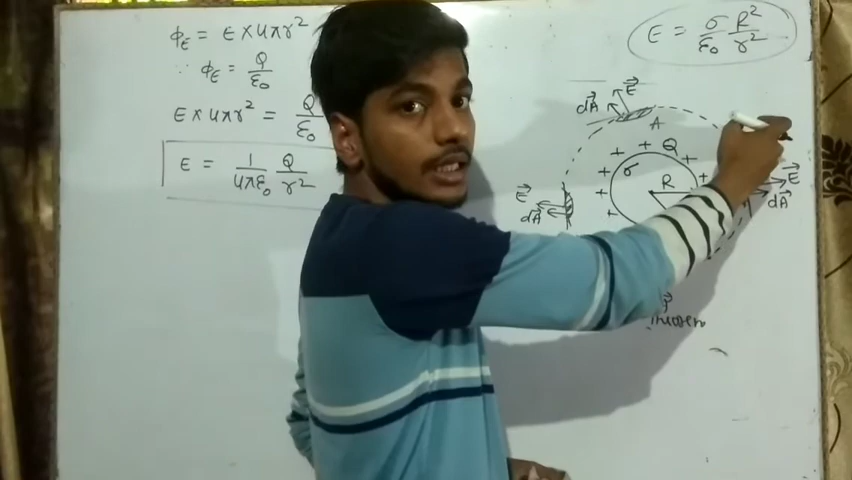 ϕE = E × 4πr²
∵ ϕE = Q/ε₀
E × 4πr² = Q/ε₀
E = 1/4πε₀ Q/r²
E = σ/ε₀ R²/r²
E⃗
dA⃗
A
+ + Q +
+ σ +
R
+
+
E⃗
dA⃗
E⃗
dA⃗